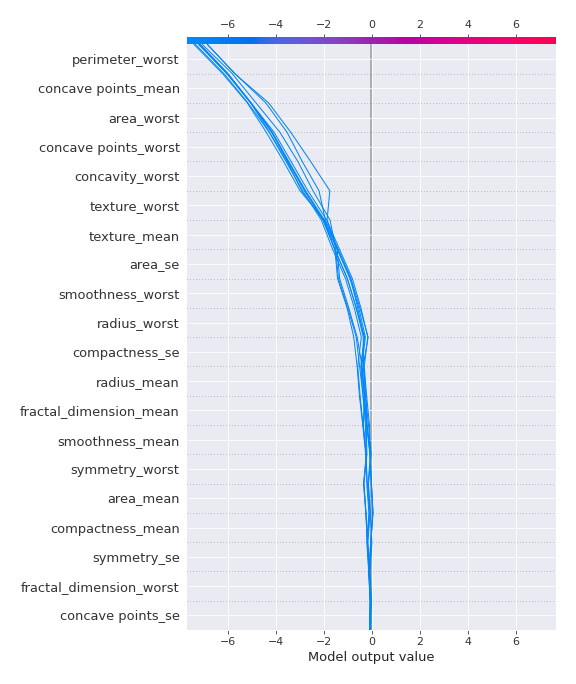 −6 −4 −2 0 2 4 6
perimeter_worst
concave points_mean
area_worst
concave points_worst
concavity_worst
texture_worst
texture_mean
area_se
smoothness_worst
radius_worst
compactness_se
radius_mean
fractal_dimension_mean
smoothness_mean
symmetry_worst
area_mean
compactness_mean
symmetry_se
fractal_dimension_worst
concave points_se
−6 −4 −2 0 2 4 6
Model output value